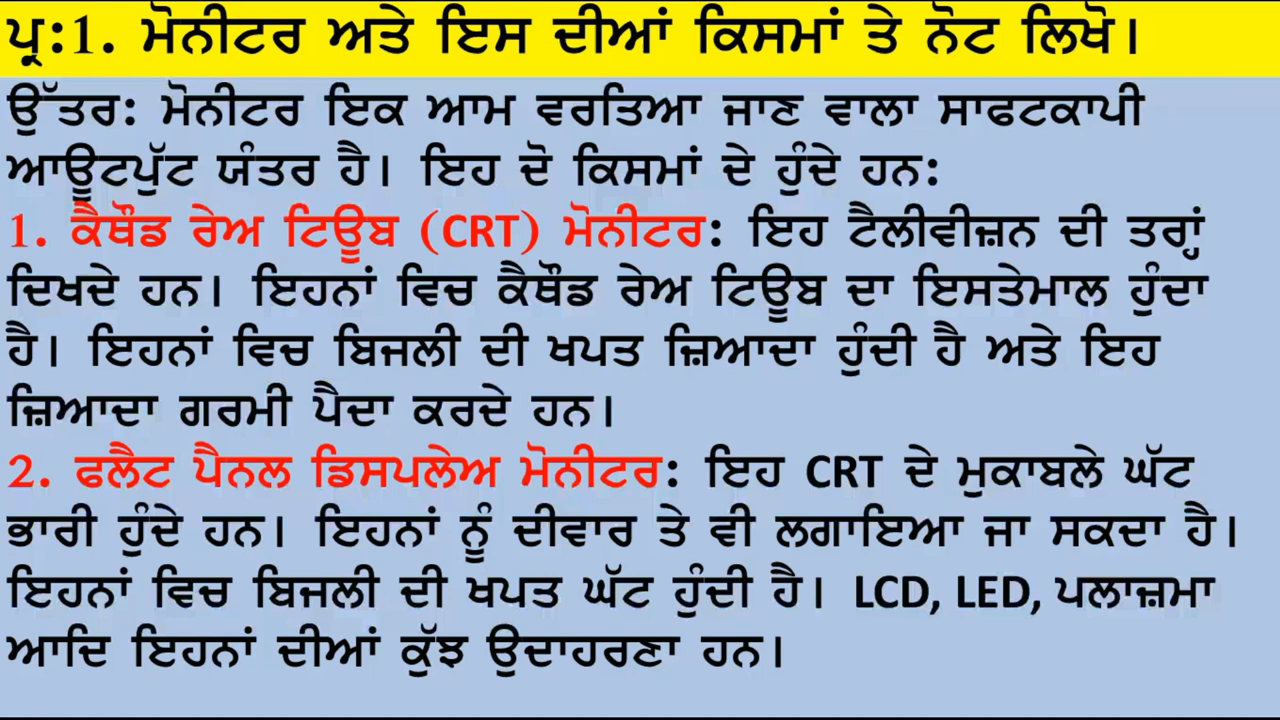 ਪ੍ਰ:1. ਮੋਨੀਟਰ ਅਤੇ ਇਸ ਦੀਆਂ ਕਿਸਮਾਂ ਤੇ ਨੋਟ ਲਿਖੋ।
ਉੱਤਰ: ਮੋਨੀਟਰ ਇਕ ਆਮ ਵਰਤਿਆ ਜਾਣ ਵਾਲਾ ਸਾਫਟਕਾਪੀ
ਆਊਟਪੁੱਟ ਯੰਤਰ ਹੈ। ਇਹ ਦੋ ਕਿਸਮਾਂ ਦੇ ਹੁੰਦੇ ਹਨ:
1. ਕੈਥੌਡ ਰੇਅ ਟਿਊਬ (CRT) ਮੋਨੀਟਰ: ਇਹ ਟੈਲੀਵੀਜ਼ਨ ਦੀ ਤਰ੍ਹਾਂ
ਦਿਖਦੇ ਹਨ। ਇਹਨਾਂ ਵਿਚ ਕੈਥੌਡ ਰੇਅ ਟਿਊਬ ਦਾ ਇਸਤੇਮਾਲ ਹੁੰਦਾ
ਹੈ। ਇਹਨਾਂ ਵਿਚ ਬਿਜਲੀ ਦੀ ਖਪਤ ਜ਼ਿਆਦਾ ਹੁੰਦੀ ਹੈ ਅਤੇ ਇਹ
ਜ਼ਿਆਦਾ ਗਰਮੀ ਪੈਦਾ ਕਰਦੇ ਹਨ।
2. ਫਲੈਟ ਪੈਨਲ ਡਿਸਪਲੇਅ ਮੋਨੀਟਰ: ਇਹ CRT ਦੇ ਮੁਕਾਬਲੇ ਘੱਟ
ਭਾਰੀ ਹੁੰਦੇ ਹਨ। ਇਹਨਾਂ ਨੂੰ ਦੀਵਾਰ ਤੇ ਵੀ ਲਗਾਇਆ ਜਾ ਸਕਦਾ ਹੈ।
ਇਹਨਾਂ ਵਿਚ ਬਿਜਲੀ ਦੀ ਖਪਤ ਘੱਟ ਹੁੰਦੀ ਹੈ। LCD, LED, ਪਲਾਜ਼ਮਾ
ਆਦਿ ਇਹਨਾਂ ਦੀਆਂ ਕੁੱਝ ਉਦਾਹਰਣਾ ਹਨ।